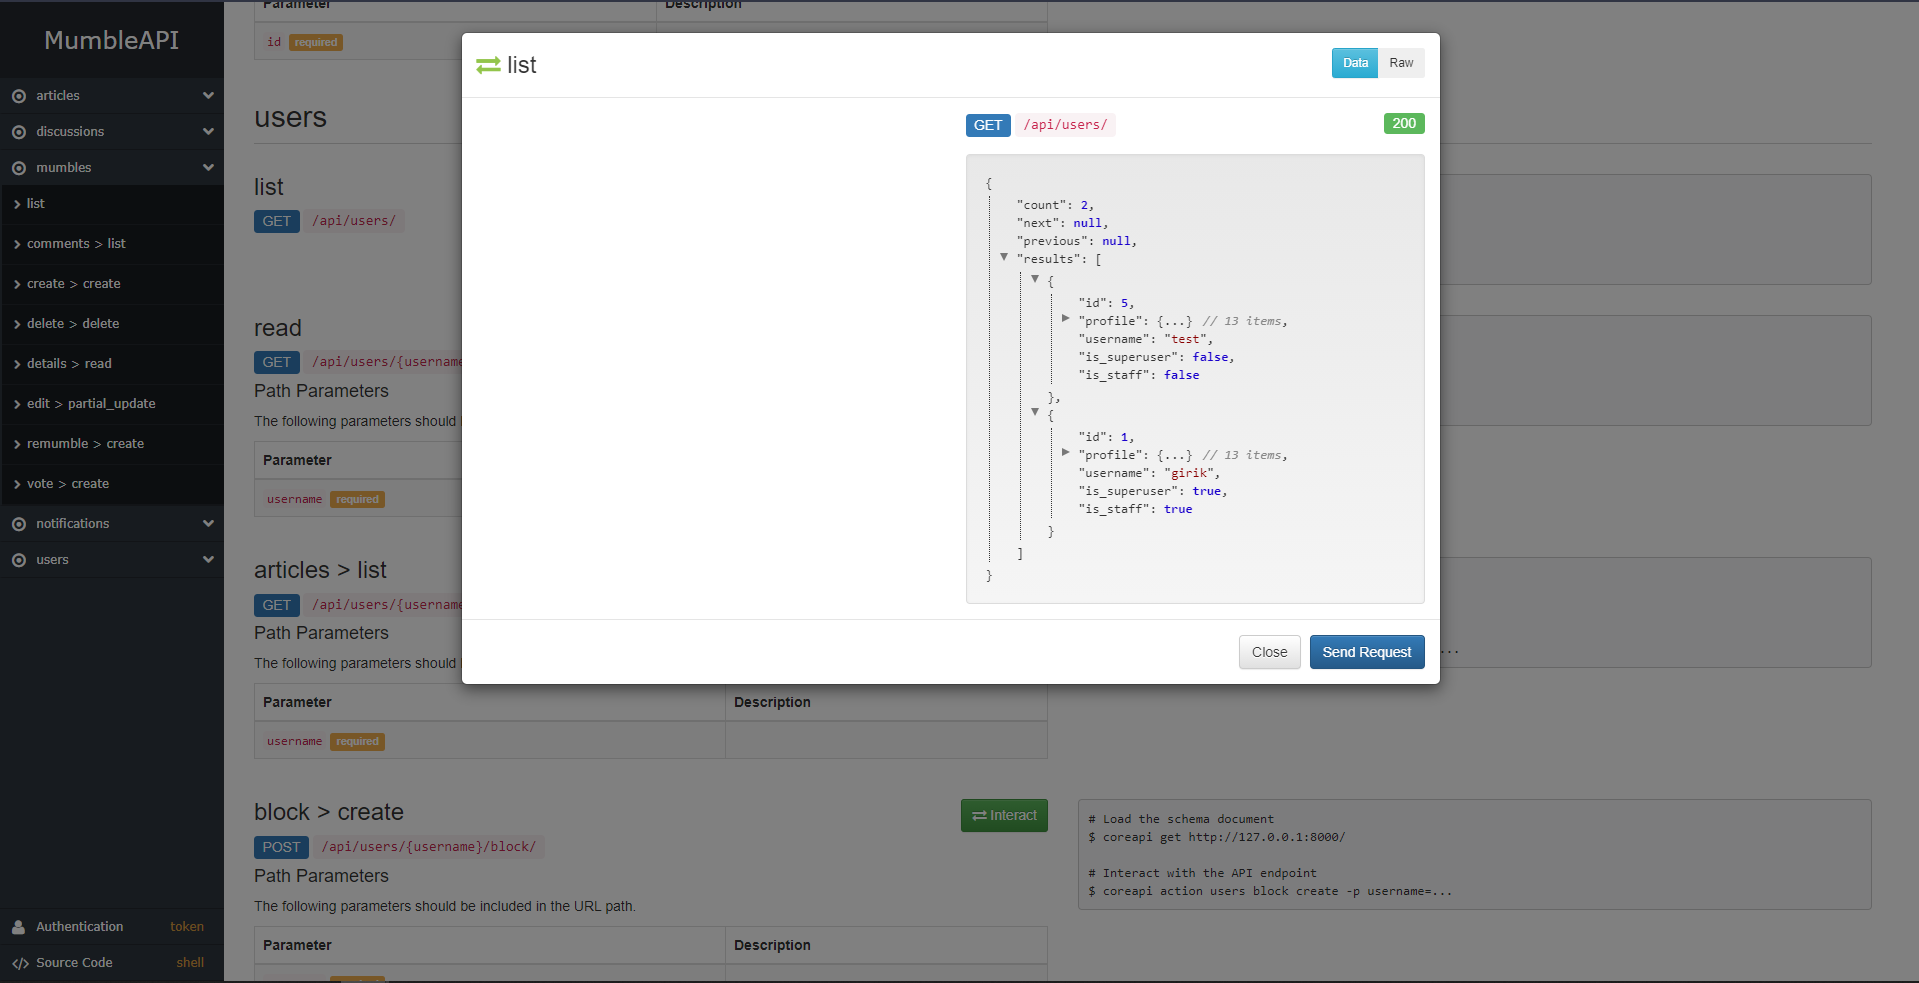 MumbleAPI
articles
discussions
mumbles
list
comments > list
create > create
delete > delete
details > read
edit > partial_update
remumble > create
vote > create
notifications
users
Authentication token
Source Code shell
Parameter Description
id required
users
list
GET /api/users/
read
GET /api/users/{username
Path Parameters
The following parameters should
Parameter
username required
articles > list
GET /api/users/{username
Path Parameters
The following parameters should
Parameter Description
username required
...
block > create
Interact
POST /api/users/{username}/block/
Path Parameters
The following parameters should be included in the URL path.
Parameter Description
# Load the schema document
$ coreapi get http://127.0.0.1:8000/
# Interact with the API endpoint
$ coreapi action users block create -p username=...
list
Data Raw
GET /api/users/ 200
{
"count": 2,
"next": null,
"previous": null,
"results": [
{
"id": 5,
"profile": {...} // 13 items,
"username": "test",
"is_superuser": false,
"is_staff": false
},
{
"id": 1,
"profile": {...} // 13 items,
"username": "girik",
"is_superuser": true,
"is_staff": true
}
]
}
Close Send Request